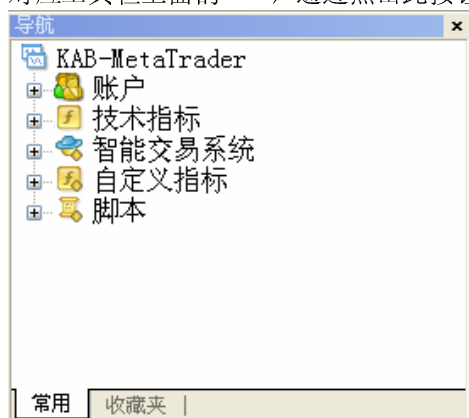 导航
KAB-MetaTrader
账户
技术指标
智能交易系统
自定义指标
脚本
常用 收藏夹